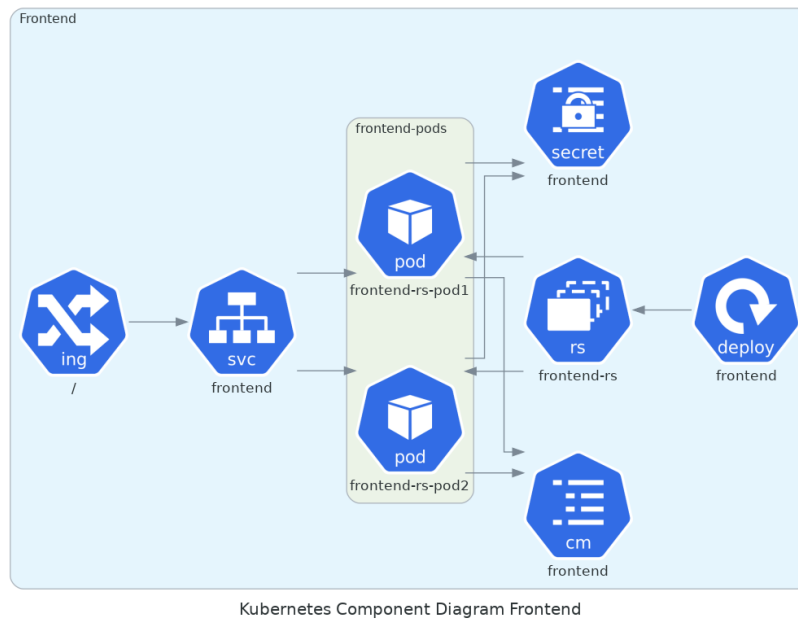 Frontend
frontend-pods
secret
frontend
pod
frontend-rs-pod1
ing
/
svc
frontend
rs
frontend-rs
deploy
frontend
pod
frontend-rs-pod2
cm
frontend
Kubernetes Component Diagram Frontend